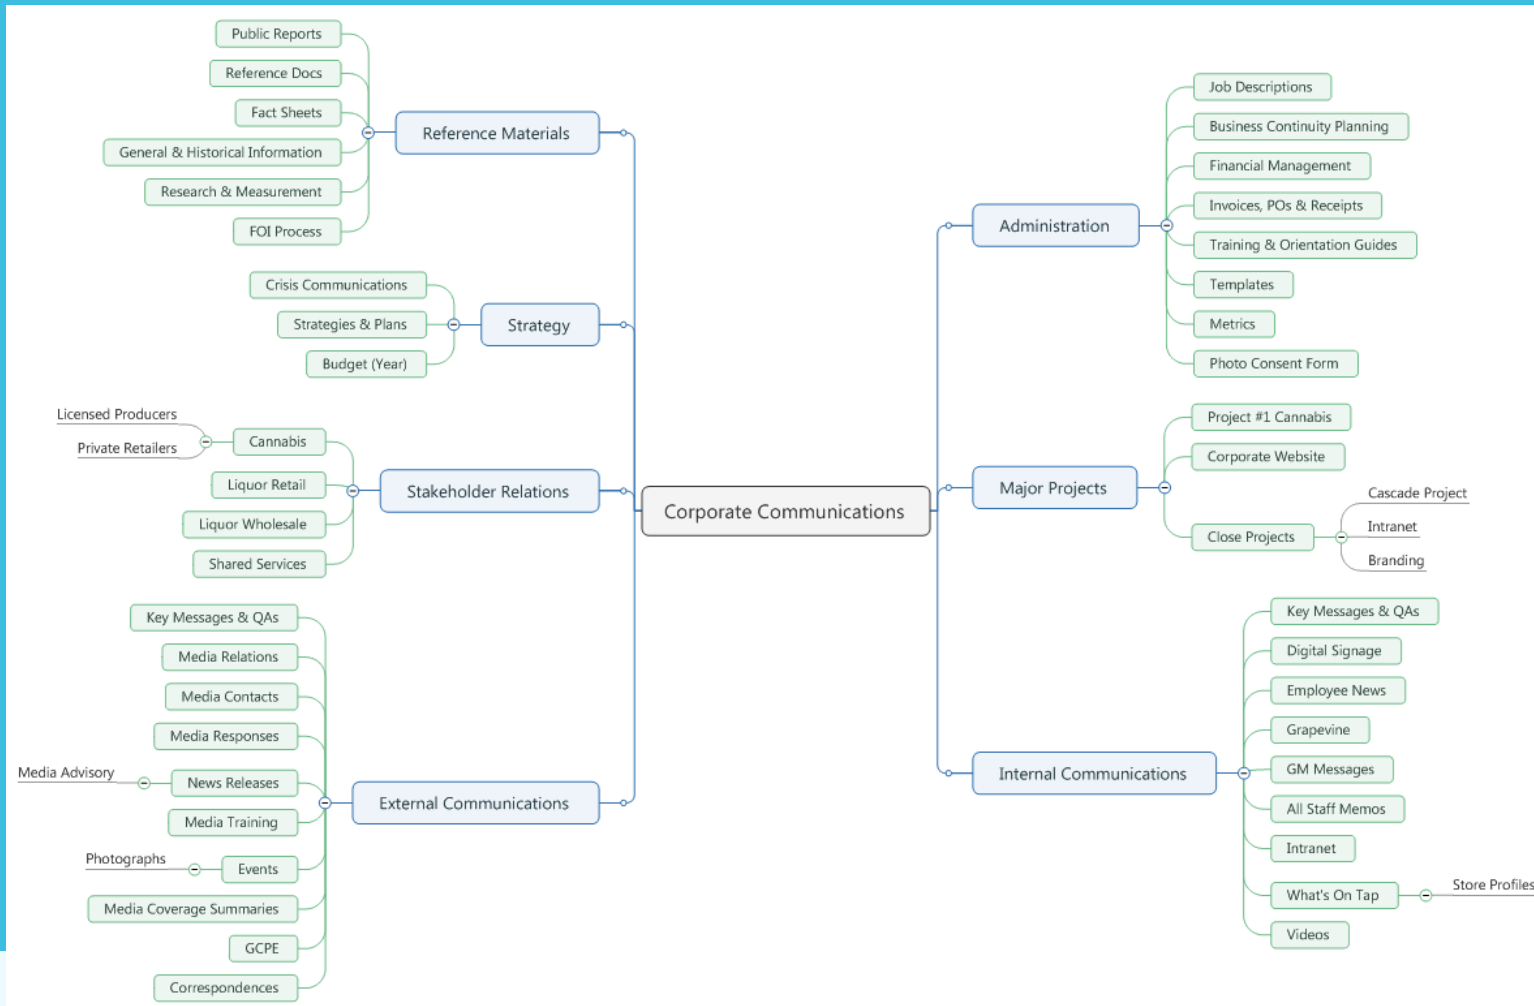 Public Reports
Reference Docs
Fact Sheets
General & Historical Information
Research & Measurement
FOI Process
Reference Materials
Crisis Communications
Strategies & Plans
Budget (Year)
Strategy
Licensed Producers
Private Retailers
Cannabis
Liquor Retail
Liquor Wholesale
Shared Services
Stakeholder Relations
Key Messages & QAs
Media Relations
Media Contacts
Media Responses
Media Advisory
News Releases
Media Training
Photographs
Events
Media Coverage Summaries
GCPE
Correspondences
External Communications
Corporate Communications
Administration
Job Descriptions
Business Continuity Planning
Financial Management
Invoices, POs & Receipts
Training & Orientation Guides
Templates
Metrics
Photo Consent Form
Major Projects
Project #1 Cannabis
Corporate Website
Close Projects
Cascade Project
Intranet
Branding
Internal Communications
Key Messages & QAs
Digital Signage
Employee News
Grapevine
GM Messages
All Staff Memos
Intranet
What's On Tap
Store Profiles
Videos